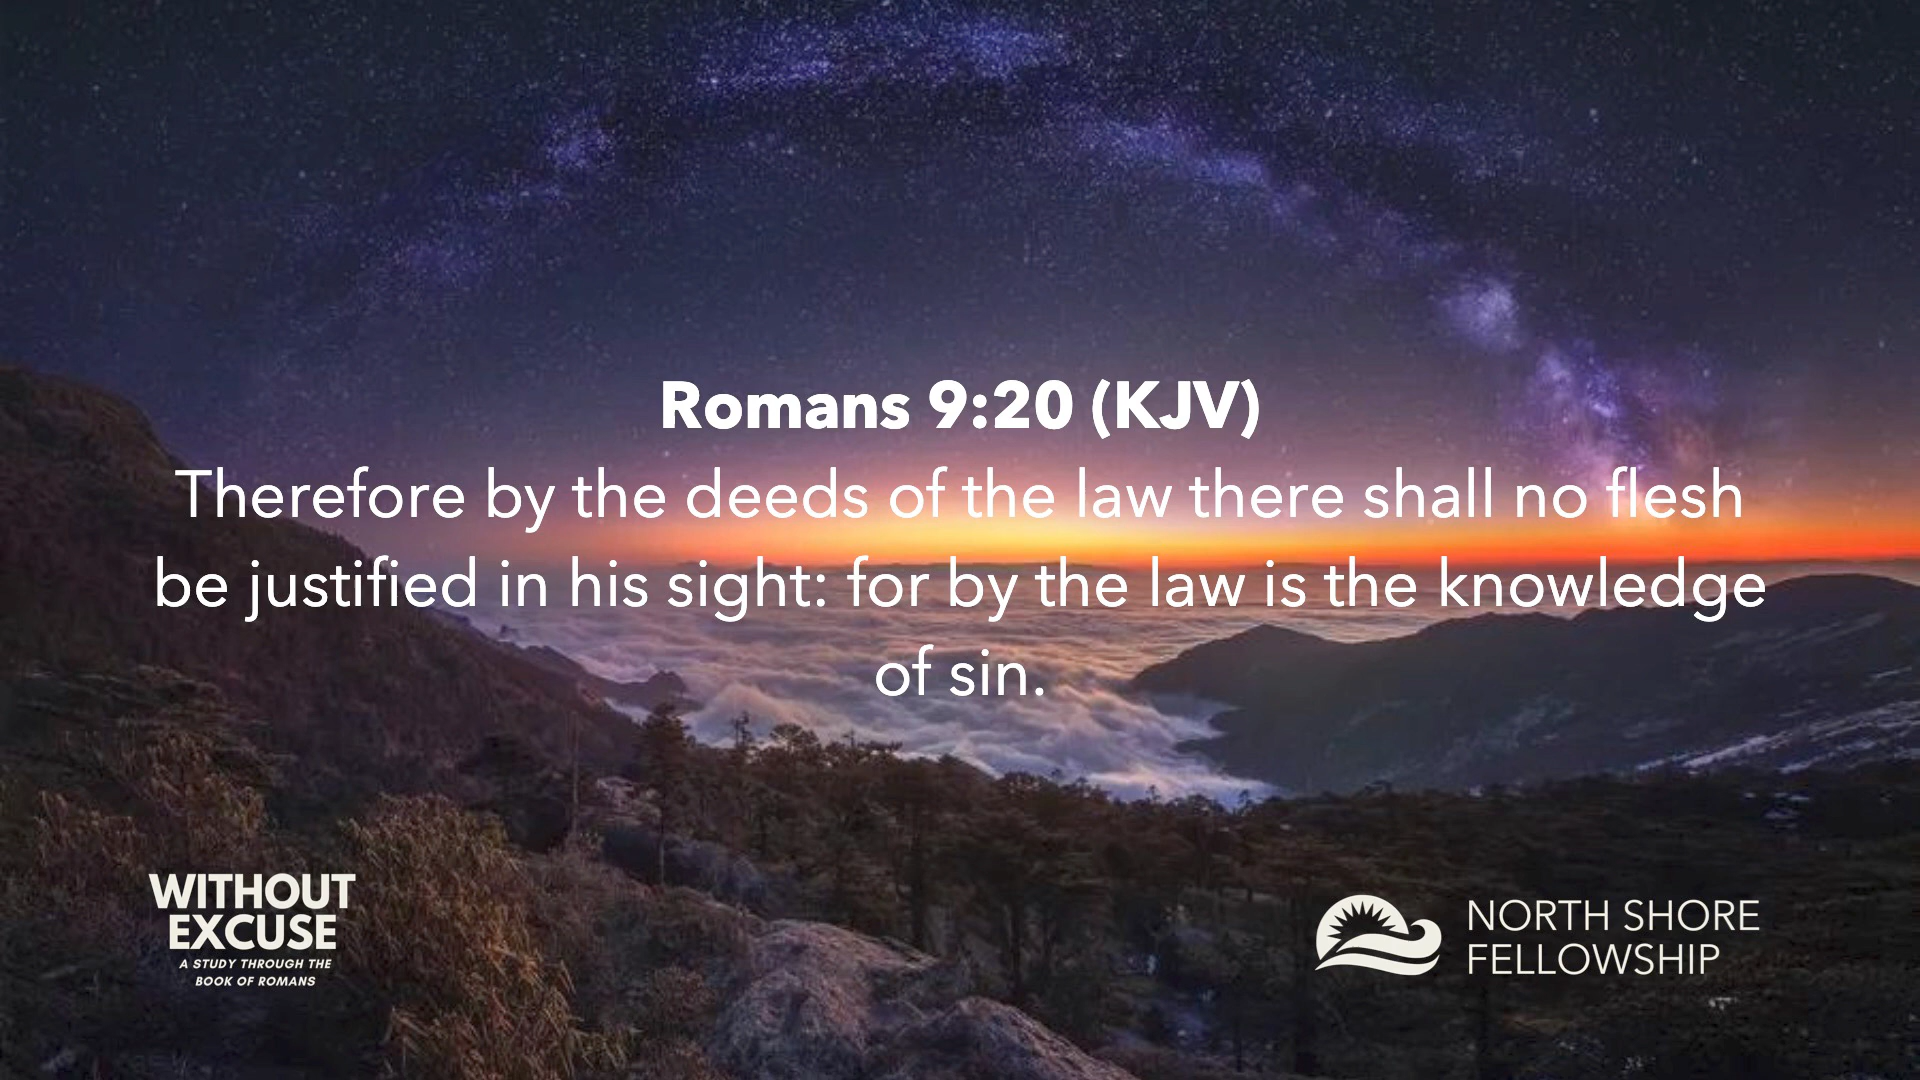 Romans 9:20 (KJV)
Therefore by the deeds of the law there shall no flesh
be justified in his sight: for by the law is the knowledge
of sin.
WITHOUT
EXCUSE
A STUDY THROUGH THE
BOOK OF ROMANS
NORTH SHORE
FELLOWSHIP